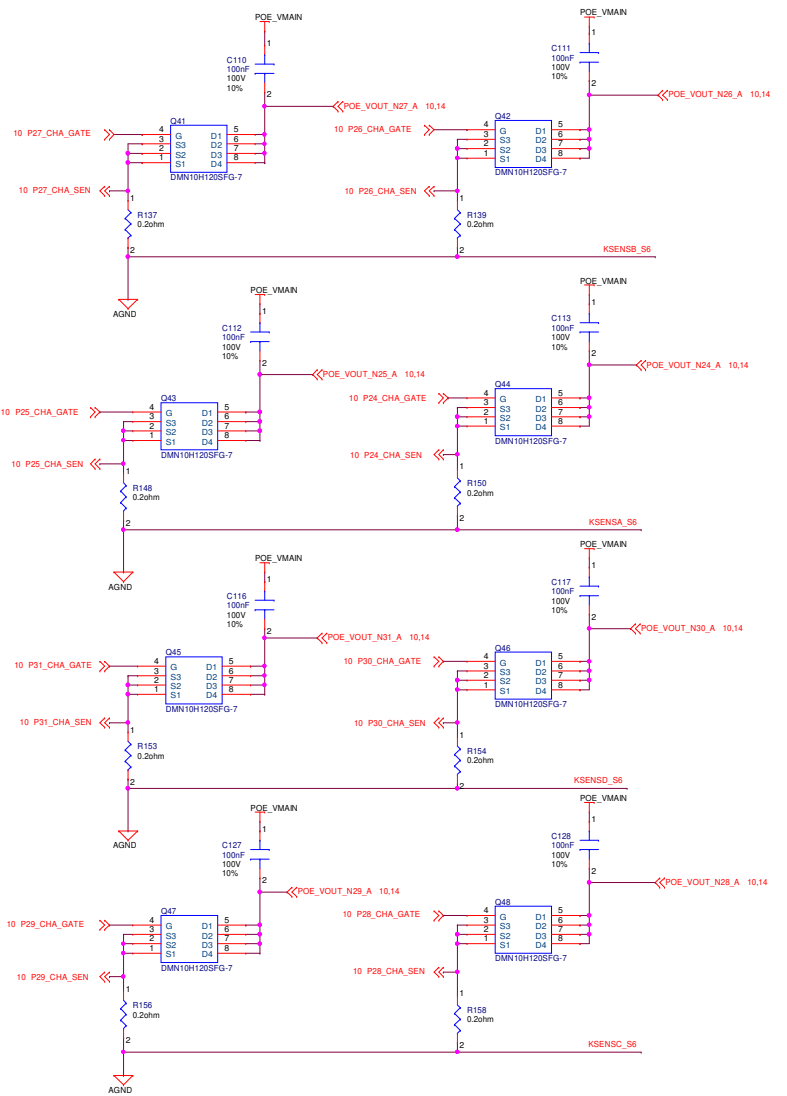 POE_VMAIN
1
C110
100nF
100V
10%
2
POE_VOUT_N27_A 10,14
Q41
10 P27_CHA_GATE
4 G D1 5
3 S3 D2 6
2 S2 D3 7
1 S1 D4 8
DMN10H120SFG-7
10 P27_CHA_SEN
1
R137
0.2ohm
2
AGND
POE_VMAIN
1
C111
100nF
100V
10%
2
POE_VOUT_N26_A 10,14
Q42
10 P26_CHA_GATE
4 G D1 5
3 S3 D2 6
2 S2 D3 7
1 S1 D4 8
DMN10H120SFG-7
10 P26_CHA_SEN
1
R139
0.2ohm
2
KSENSB_S6
POE_VMAIN
1
C112
100nF
100V
10%
2
POE_VOUT_N25_A 10,14
Q43
10 P25_CHA_GATE
4 G D1 5
3 S3 D2 6
2 S2 D3 7
1 S1 D4 8
DMN10H120SFG-7
10 P25_CHA_SEN
1
R148
0.2ohm
2
AGND
POE_VMAIN
1
C113
100nF
100V
10%
2
POE_VOUT_N24_A 10,14
Q44
10 P24_CHA_GATE
4 G D1 5
3 S3 D2 6
2 S2 D3 7
1 S1 D4 8
DMN10H120SFG-7
10 P24_CHA_SEN
1
R150
0.2ohm
2
KSENSA_S6
POE_VMAIN
1
C116
100nF
100V
10%
2
POE_VOUT_N31_A 10,14
Q45
10 P31_CHA_GATE
4 G D1 5
3 S3 D2 6
2 S2 D3 7
1 S1 D4 8
DMN10H120SFG-7
10 P31_CHA_SEN
1
R153
0.2ohm
2
AGND
POE_VMAIN
1
C117
100nF
100V
10%
2
POE_VOUT_N30_A 10,14
Q46
10 P30_CHA_GATE
4 G D1 5
3 S3 D2 6
2 S2 D3 7
1 S1 D4 8
DMN10H120SFG-7
10 P30_CHA_SEN
1
R154
0.2ohm
2
KSENSD_S6
POE_VMAIN
1
C127
100nF
100V
10%
2
POE_VOUT_N29_A 10,14
Q47
10 P29_CHA_GATE
4 G D1 5
3 S3 D2 6
2 S2 D3 7
1 S1 D4 8
DMN10H120SFG-7
10 P29_CHA_SEN
1
R156
0.2ohm
2
AGND
POE_VMAIN
1
C128
100nF
100V
10%
2
POE_VOUT_N28_A 10,14
Q48
10 P28_CHA_GATE
4 G D1 5
3 S3 D2 6
2 S2 D3 7
1 S1 D4 8
DMN10H120SFG-7
10 P28_CHA_SEN
1
R158
0.2ohm
2
KSENSC_S6